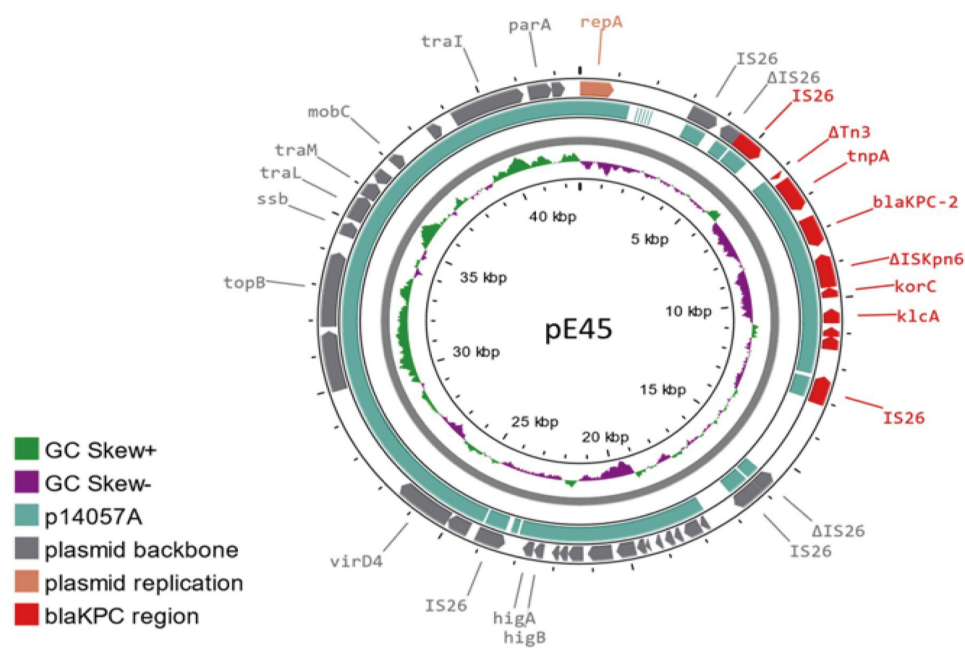 repA
parA
traI
IS26
ΔIS26
IS26
mobC
ΔTn3
tnpA
traM
traL
ssb
blaKPC-2
40 kbp
5 kbp
ΔISKpn6
35 kbp
topB
korC
10 kbp
klcA
pE45
30 kbp
15 kbp
IS26
25 kbp
20 kbp
GC Skew+
GC Skew-
p14057A
ΔIS26
plasmid backbone
IS26
virD4
plasmid replication
IS26
blaKPC region
higA
higB